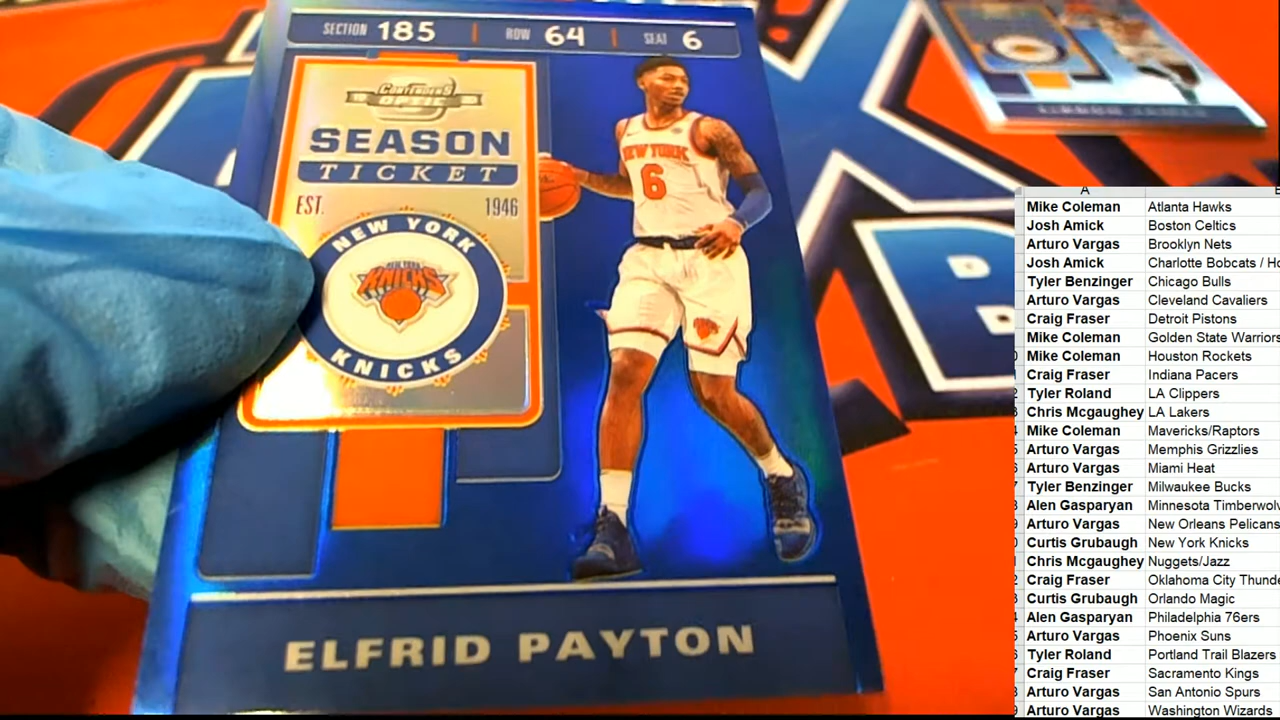 SECTION 185 ROW 64 SEAT 6
CONTENDERS
OPTIC
SEASON
TICKET
EST. 1946
NEW YORK
NEW YORK
KNICKS
KNICKS
NEW YORK
6
ELFRID PAYTON
A
Mike Coleman Atlanta Hawks
Josh Amick Boston Celtics
Arturo Vargas Brooklyn Nets
Josh Amick Charlotte Bobcats / Ho
Tyler Benzinger Chicago Bulls
Arturo Vargas Cleveland Cavaliers
Craig Fraser Detroit Pistons
Mike Coleman Golden State Warriors
Mike Coleman Houston Rockets
Craig Fraser Indiana Pacers
Tyler Roland LA Clippers
Chris Mcgaughey LA Lakers
Mike Coleman Mavericks/Raptors
Arturo Vargas Memphis Grizzlies
Arturo Vargas Miami Heat
Tyler Benzinger Milwaukee Bucks
Alen Gasparyan Minnesota Timberwolv
Arturo Vargas New Orleans Pelicans
Curtis Grubaugh New York Knicks
Chris Mcgaughey Nuggets/Jazz
Craig Fraser Oklahoma City Thunde
Curtis Grubaugh Orlando Magic
Alen Gasparyan Philadelphia 76ers
Arturo Vargas Phoenix Suns
Tyler Roland Portland Trail Blazers
Craig Fraser Sacramento Kings
Arturo Vargas San Antonio Spurs
Arturo Vargas Washington Wizards